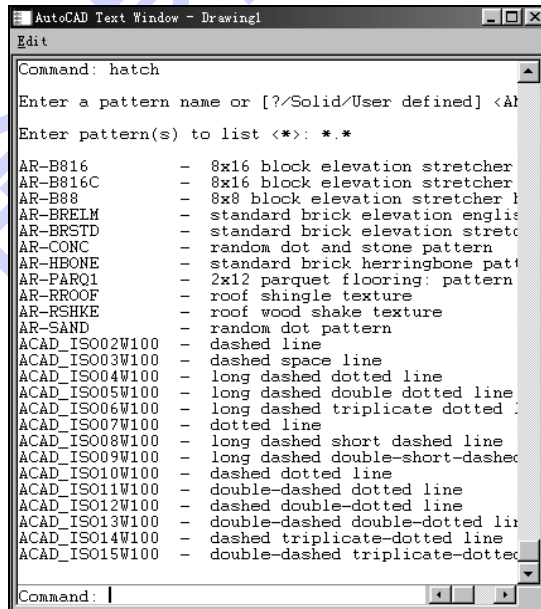 AutoCAD Text Window - Drawing1
Edit
Command: hatch
Enter a pattern name or [?/Solid/User defined]
Enter pattern(s) to list <*>: *.*
AR-B816 - 8x16 block elevation stretcher
AR-B816C - 8x16 block elevation stretcher
AR-B88 - 8x8 block elevation stretcher
AR-BRELM - standard brick elevation
AR-BRSTD - standard brick elevation
AR-CONC - random dot and stone pattern
AR-HBONE - standard brick herringbone
AR-PARQ1 - 2x12 parquet flooring: pattern
AR-RROOF - roof shingle texture
AR-RSHKE - roof wood shake texture
AR-SAND - random dot pattern
ACAD_ISO02W100 - dashed line
ACAD_ISO03W100 - dashed space line
ACAD_ISO04W100 - long dashed dotted line
ACAD_ISO05W100 - long dashed double dotted line
ACAD_ISO06W100 - long dashed triplicate dotted
ACAD_ISO07W100 - dotted line
ACAD_ISO08W100 - long dashed short dashed line
ACAD_ISO09W100 - long dashed double-short-dashed
ACAD_ISO10W100 - dashed dotted line
ACAD_ISO11W100 - double-dashed dotted line
ACAD_ISO12W100 - dashed double-dotted line
ACAD_ISO13W100 - double-dashed double-dotted
ACAD_ISO14W100 - dashed triplicate-dotted line
ACAD_ISO15W100 - double-dashed triplicate-dotted
Command: